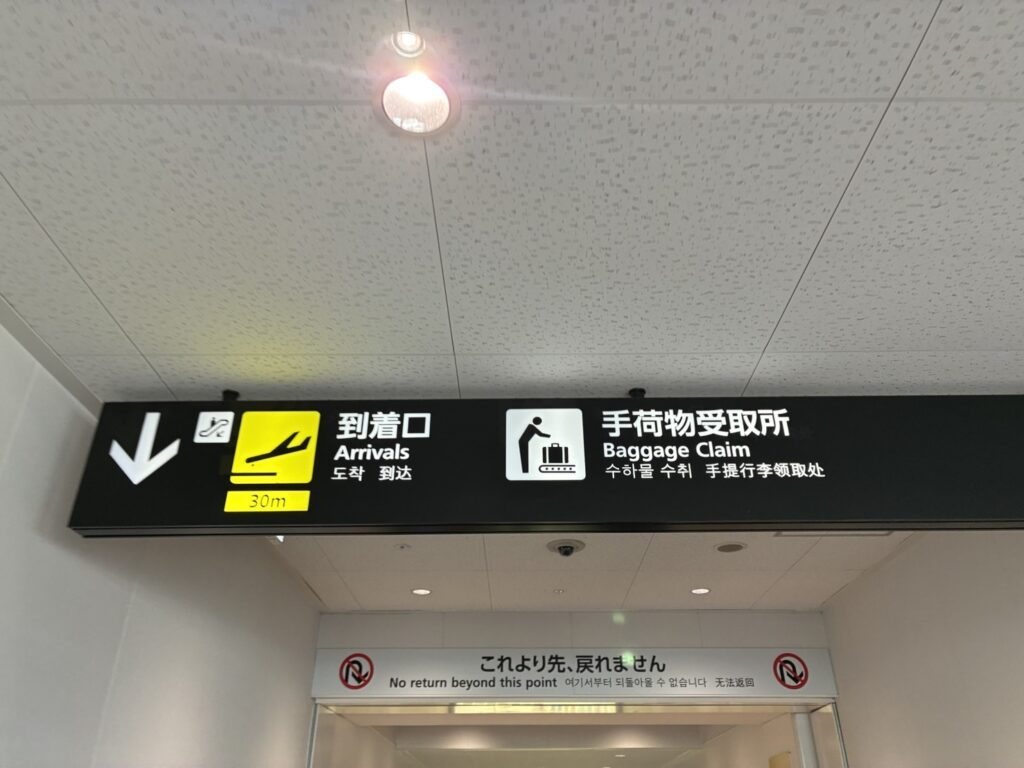 到着口
Arrivals
도착 到达
30m
手荷物受取所
Baggage Claim
수하물 수취 手提行李领取处
これより先、戻れません
No return beyond this point 여기서부터 되돌아올 수 없습니다 无法返回